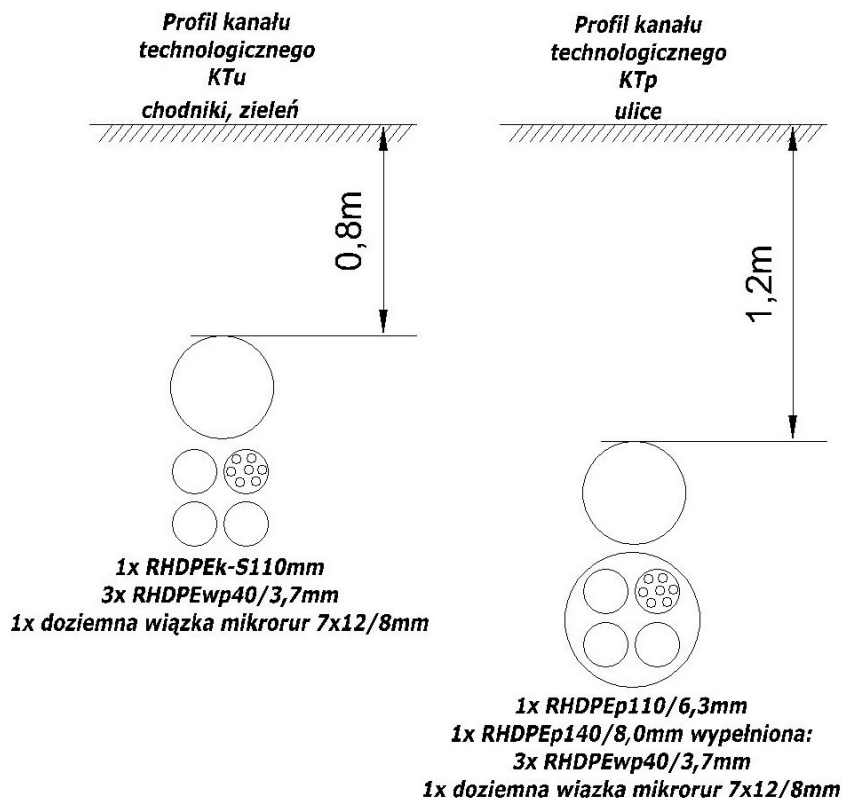 Profil kanału
technologicznego
KTu
chodniki, zieleń
0,8m
1x RHDPEk-S110mm
3x RHDPEwp40/3,7mm
1x doziemna wiązka mikrorur 7x12/8mm
Profil kanału
technologicznego
KTp
ulice
1,2m
1x RHDPEp110/6,3mm
1x RHDPEp140/8,0mm wypełniona:
3x RHDPEwp40/3,7mm
1x doziemna wiązka mikrorur 7x12/8mm